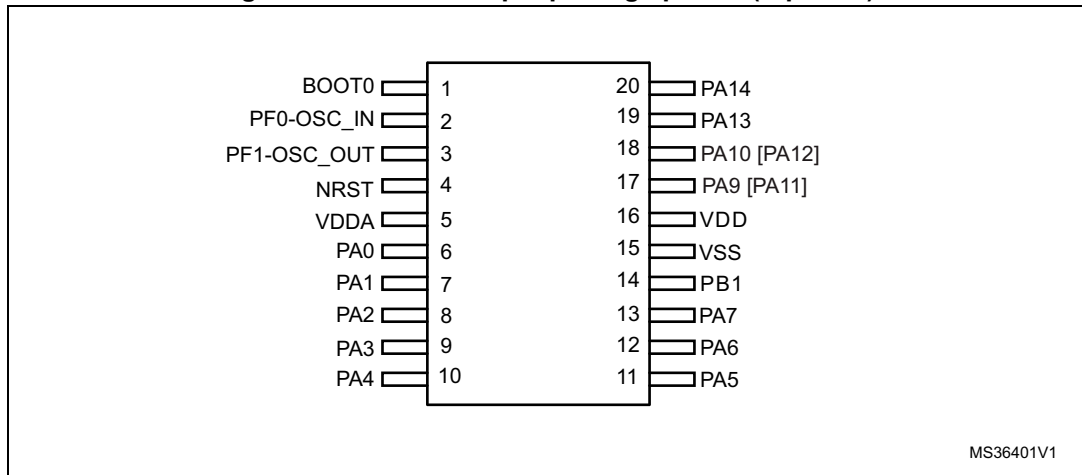 BOOT0 1 20 PA14
PF0-OSC_IN 2 19 PA13
PF1-OSC_OUT 3 18 PA10 [PA12]
NRST 4 17 PA9 [PA11]
VDDA 5 16 VDD
PA0 6 15 VSS
PA1 7 14 PB1
PA2 8 13 PA7
PA3 9 12 PA6
PA4 10 11 PA5
MS36401V1